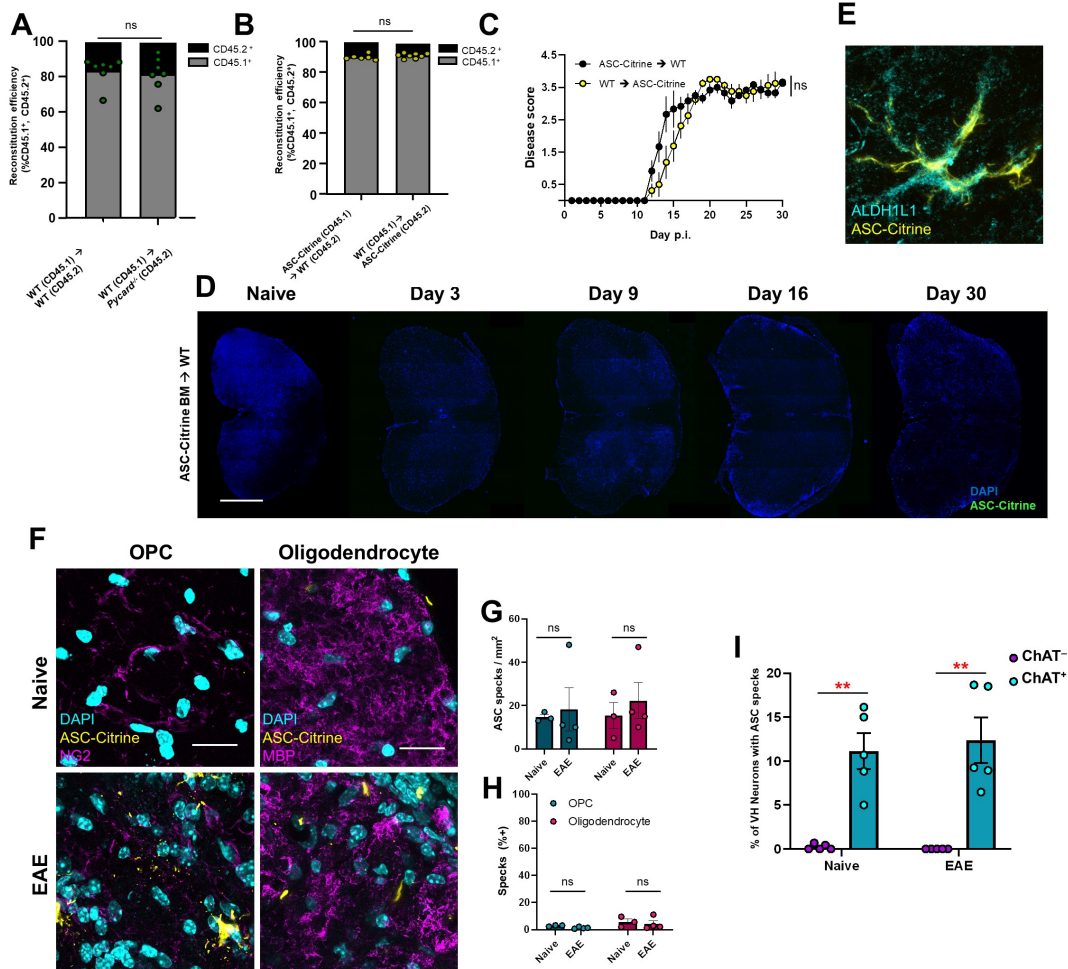 A
ns
Reconstitution efficiency
(%CD45.1⁺, CD45.2⁺)
100
80
60
40
20
0
CD45.2⁺
CD45.1⁺
WT (CD45.1) →
WT (CD45.2)
WT (CD45.1) →
Pycard⁻/⁻ (CD45.2)
B
ns
Reconstitution efficiency
(%CD45.1⁺, CD45.2⁺)
100
80
60
40
20
0
CD45.2⁺
CD45.1⁺
ASC-Citrine (CD45.1)
→ WT (CD45.2)
WT (CD45.1) →
ASC-Citrine (CD45.2)
C
Disease score
4.5
3.5
2.5
1.5
0.5
ASC-Citrine → WT
WT → ASC-Citrine
ns
0
5
10
15
20
25
30
Day p.i.
E
ALDH1L1
ASC-Citrine
D
Naive
Day 3
Day 9
Day 16
Day 30
ASC-Citrine BM → WT
DAPI
ASC-Citrine
F
OPC
Oligodendrocyte
Naive
DAPI
ASC-Citrine
NG2
DAPI
ASC-Citrine
MBP
EAE
G
ASC specks / mm²
60
40
20
0
ns
ns
Naive
EAE
Naive
EAE
H
Specks (%+)
100
80
60
40
20
0
OPC
Oligodendrocyte
ns
ns
Naive
EAE
Naive
EAE
I
% of VH Neurons with ASC specks
20
15
10
5
0
**
**
ChAT⁻
ChAT⁺
Naive
EAE